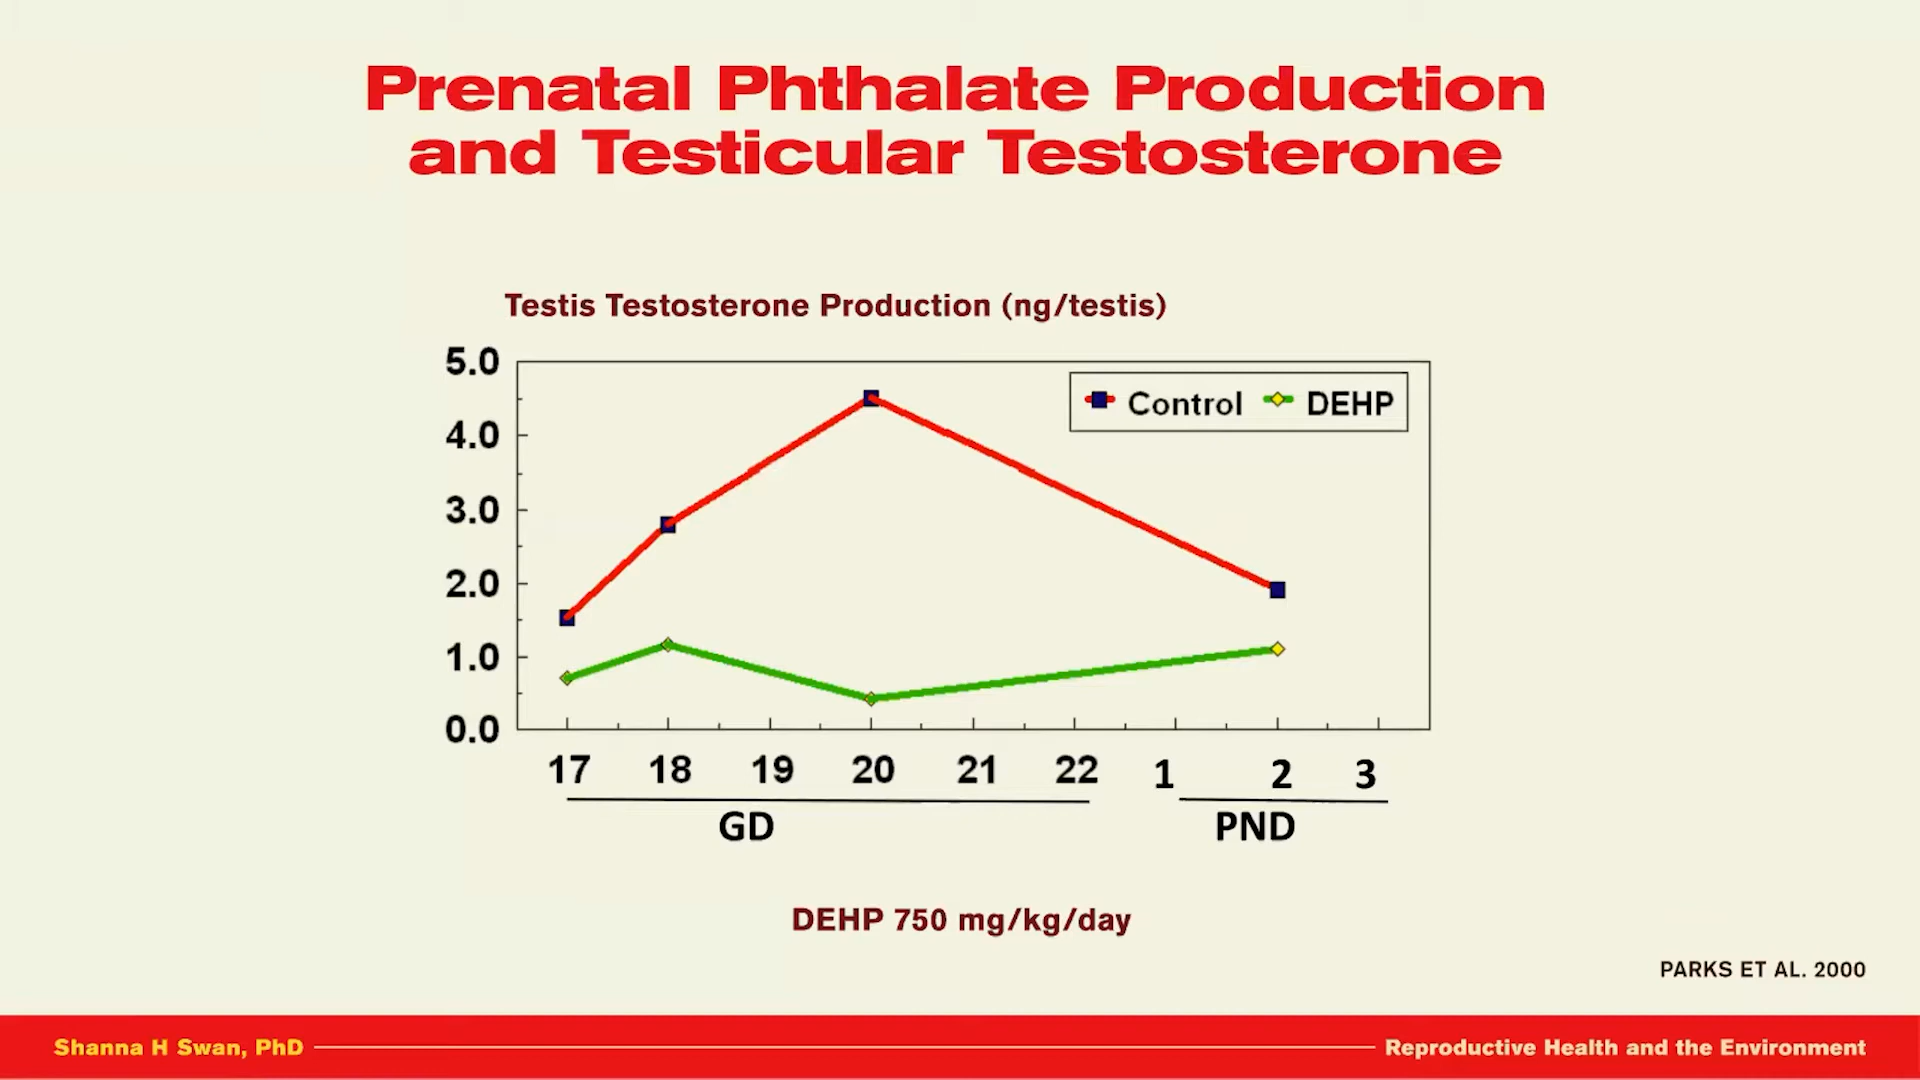 Prenatal Phthalate Production
and Testicular Testosterone
Testis Testosterone Production (ng/testis)
5.0
4.0
3.0
2.0
1.0
0.0
Control DEHP
17 18 19 20 21 22 1 2 3
GD PND
DEHP 750 mg/kg/day
PARKS ET AL. 2000
Shanna H Swan, PhD
Reproductive Health and the Environment